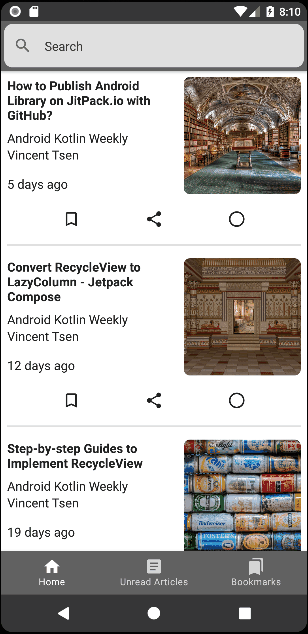 8:10
Search
How to Publish Android
Library on JitPack.io with
GitHub?
Android Kotlin Weekly
Vincent Tsen
5 days ago
Convert RecycleView to
LazyColumn - Jetpack
Compose
Android Kotlin Weekly
Vincent Tsen
12 days ago
Step-by-step Guides to
Implement RecycleView
Android Kotlin Weekly
Vincent Tsen
19 days ago
Budweiser
Home
Unread Articles
Bookmarks